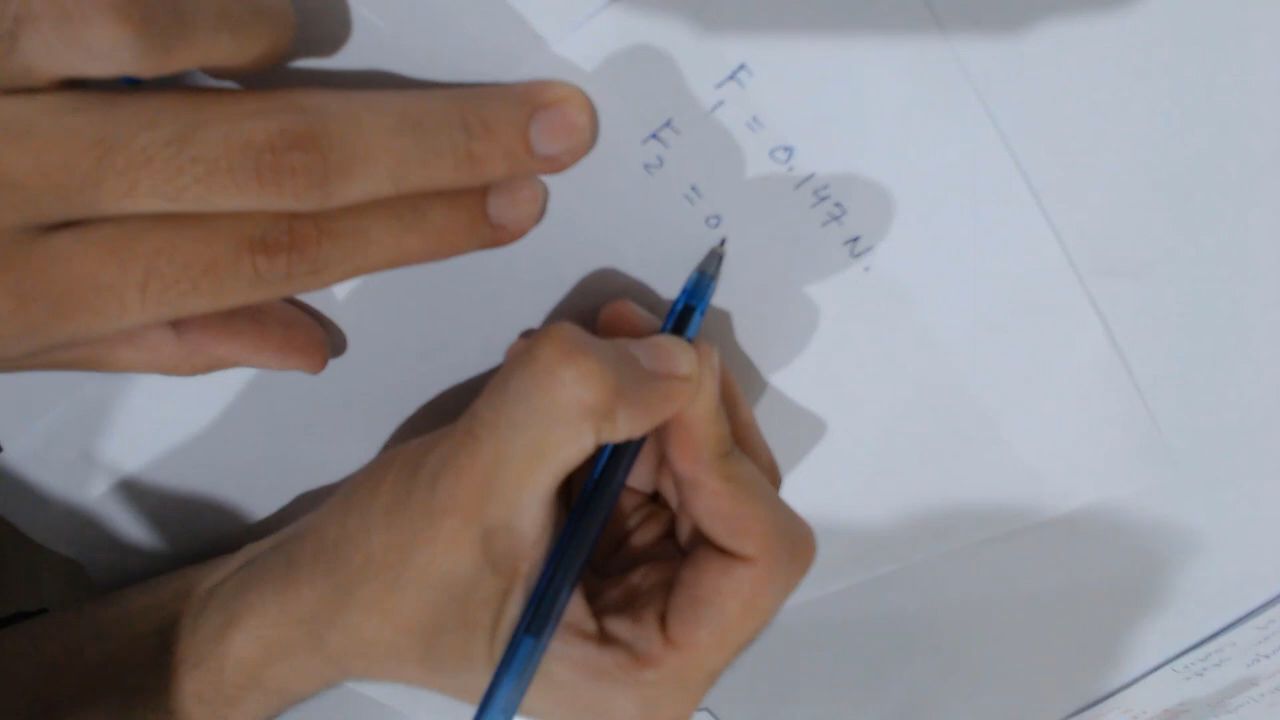 F₁ = 0.147 N.
F₂ = 0